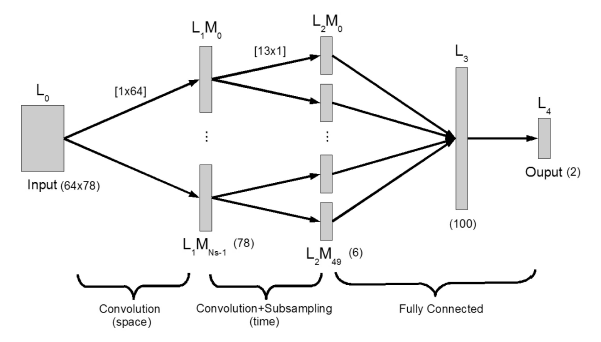 L0
Input (64x78)
[1x64]
L1M0
⋮
L1MNs-1 (78)
[13x1]
L2M0
⋮
L2M49 (6)
L3
(100)
L4
Ouput (2)
Convolution
(space)
Convolution+Subsampling
(time)
Fully Connected